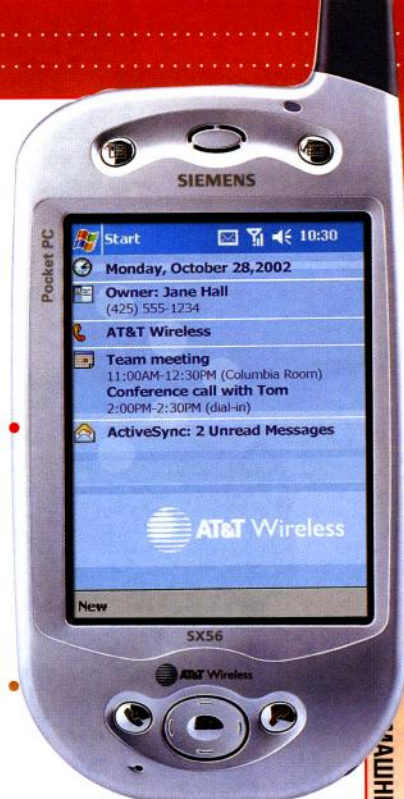 SIEMENS
Pocket PC
Start 10:30
Monday, October 28,2002
Owner: Jane Hall
(425) 555-1234
AT&T Wireless
Team meeting
11:00AM-12:30PM (Columbia Room)
Conference call with Tom
2:00PM-2:30PM (dial-in)
ActiveSync: 2 Unread Messages
AT&T Wireless
New
SX56
AT&T Wireless